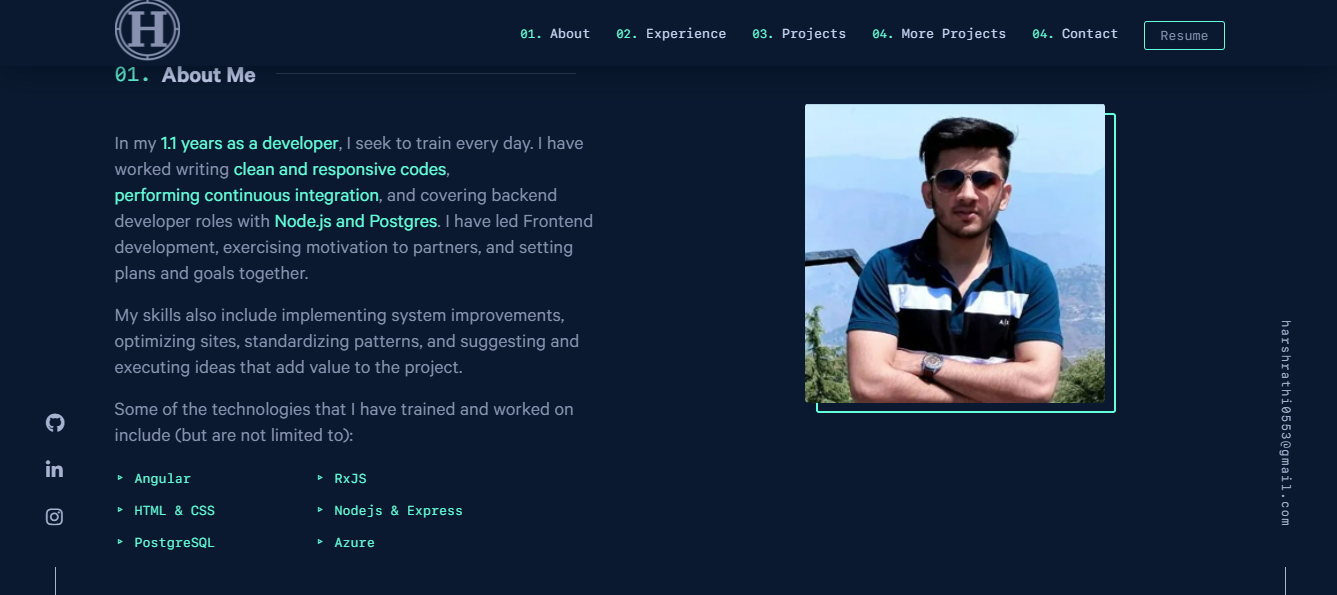 H
01. About
02. Experience
03. Projects
04. More Projects
04. Contact
Resume
01. About Me
In my 1.1 years as a developer, I seek to train every day. I have
worked writing clean and responsive codes,
performing continuous integration, and covering backend
developer roles with Node.js and Postgres. I have led Frontend
development, exercising motivation to partners, and setting
plans and goals together.
My skills also include implementing system improvements,
optimizing sites, standardizing patterns, and suggesting and
executing ideas that add value to the project.
Some of the technologies that I have trained and worked on
include (but are not limited to):
Angular
RxJS
HTML & CSS
Nodejs & Express
PostgreSQL
Azure
in
A|X
harshrathi0553@gmail.com